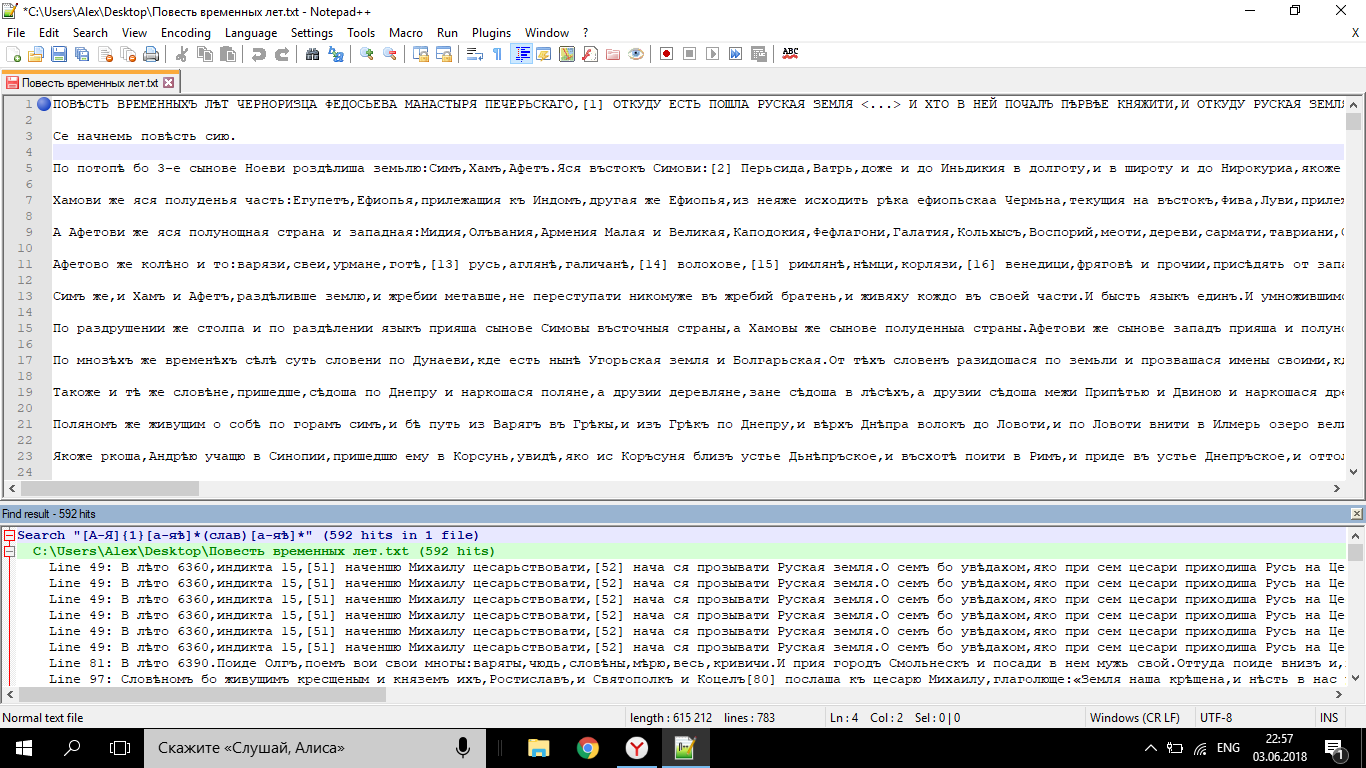 *C:\Users\Alex\Desktop\Повесть временных лет.txt - Notepad++
File Edit Search View Encoding Language Settings Tools Macro Run Plugins Window ? X
Повесть временных лет.txt
1 ПОВѢСТЬ ВРЕМЕННЫХЪ ЛѢТ ЧЕРНОРИЗЦА ФЕДОСЬЕВА МАНАСТЫРЯ ПЕЧЕРЬСКАГО,[1] ОТКУДУ ЕСТЬ ПОШЛА РУСКАЯ ЗЕМЛЯ <...> И ХТО В НЕЙ ПОЧАЛЪ ПѢРВѢЕ КНЯЖИТИ,И ОТКУДУ РУСКАЯ ЗЕМЛЯ
2
3 Се начнемь повѣсть сию.
4
5 По потопѣ бо 3-е сынове Ноеви роздѣлиша земьлю:Симъ,Хамъ,Афетъ.Яся въстокъ Симови:[2] Перьсида,Ватрь,доже и до Иньдикия в долготу,и в широту и до Нирокуриа,якоже
6
7 Хамови же яся полуденья часть:Егупетъ,Ефиопья,прилежащия къ Индомъ,другая же Ефиопья,из неяже исходить рѣка ефиопьскаа Чермьна,текущия на въстокъ,Фива,Луви,прилеж
8
9 А Афетови же яся полунощная страна и западная:Мидия,Олъвания,Армения Малая и Великая,Каподокия,Фефлагони,Галатия,Кольхысъ,Воспорий,меоти,дереви,сармати,тавриани,С
10
11 Афетово же колѣно и то:варязи,свеи,урмане,готѣ,[13] русь,аглянѣ,галичанѣ,[14] волохове,[15] римлянѣ,нѣмци,корлязи,[16] венедици,фряговѣ и прочии,присѣдять от запа
12
13 Симъ же,и Хамъ и Афетъ,раздѣливше землю,и жребии метавше,не переступати никомуже въ жребий братень,и живяху кождо въ своей части.И бысть языкъ единъ.И умножившимс
14
15 По раздрушении же столпа и по раздѣлении языкъ прияша сынове Симовы въсточныя страны,а Хамовы же сынове полуденныа страны.Афетови же сынове западъ прияша и полуно
16
17 По мнозѣхъ же временѣхъ сѣлѣ суть словени по Дунаеви,кде есть нынѣ Угорьская земля и Болгарьская.От тѣхъ словенъ разидошася по земьли и прозвашася имены своими,кд
18
19 Такоже и тѣ же словѣне,пришедше,сѣдоша по Днепру и наркошася поляне,а друзии деревляне,зане сѣдоша в лѣсѣхъ,а друзии сѣдоша межи Припѣтью и Двиною и наркошася дре
20
21 Поляномъ же живущим о собѣ по горамъ симъ,и бѣ путь из Варягъ въ Грѣкы,и изъ Грѣкъ по Днепру,и вѣрхъ Днѣпра волокъ до Ловоти,и по Ловоти внити в Илмерь озеро вели
22
23 Якоже ркоша,Андрѣю учащю в Синопии,пришедшю ему в Корсунь,увидѣ,яко ис Коръсуня близъ устье Дьнѣпръское,и въсхотѣ поити в Римъ,и приде въ устье Днепръское,и оттол
24
Find result - 592 hits
Search "[А-Я]{1}[а-яѣ]*(слав)[а-яѣ]*" (592 hits in 1 file)
C:\Users\Alex\Desktop\Повесть временных лет.txt (592 hits)
Line 49: В лѣто 6360,индикта 15,[51] наченшю Михаилу цесарьствовати,[52] нача ся прозывати Руская земля.О семъ бо увѣдахом,яко при сем цесари приходиша Русь на Це
Line 49: В лѣто 6360,индикта 15,[51] наченшю Михаилу цесарьствовати,[52] нача ся прозывати Руская земля.О семъ бо увѣдахом,яко при сем цесари приходиша Русь на Це
Line 49: В лѣто 6360,индикта 15,[51] наченшю Михаилу цесарьствовати,[52] нача ся прозывати Руская земля.О семъ бо увѣдахом,яко при сем цесари приходиша Русь на Це
Line 49: В лѣто 6360,индикта 15,[51] наченшю Михаилу цесарьствовати,[52] нача ся прозывати Руская земля.О семъ бо увѣдахом,яко при сем цесари приходиша Русь на Це
Line 49: В лѣто 6360,индикта 15,[51] наченшю Михаилу цесарьствовати,[52] нача ся прозывати Руская земля.О семъ бо увѣдахом,яко при сем цесари приходиша Русь на Це
Line 49: В лѣто 6360,индикта 15,[51] наченшю Михаилу цесарьствовати,[52] нача ся прозывати Руская земля.О семъ бо увѣдахом,яко при сем цесари приходиша Русь на Це
Line 81: В лѣто 6390.Поиде Олгъ,поемъ вои свои многы:варягы,чюдь,словѣны,мѣрю,весь,кривичи.И прия городъ Смольнескъ и посади в нем мужь свой.Оттуда поиде внизъ и,
Line 97: Словѣномъ бо живущимъ крещеным и княземъ ихъ,Ростиславъ,и Святополкъ и Коцелъ[80] послаша къ цесарю Михаилу,глаголюще:«Земля наша крѣщена,и нѣсть в нас
Normal text file length : 615 212 lines : 783 Ln : 4 Col : 2 Sel : 0 | 0 Windows (CR LF) UTF-8 INS
Скажите «Слушай, Алиса» ENG 22:57
03.06.2018 1